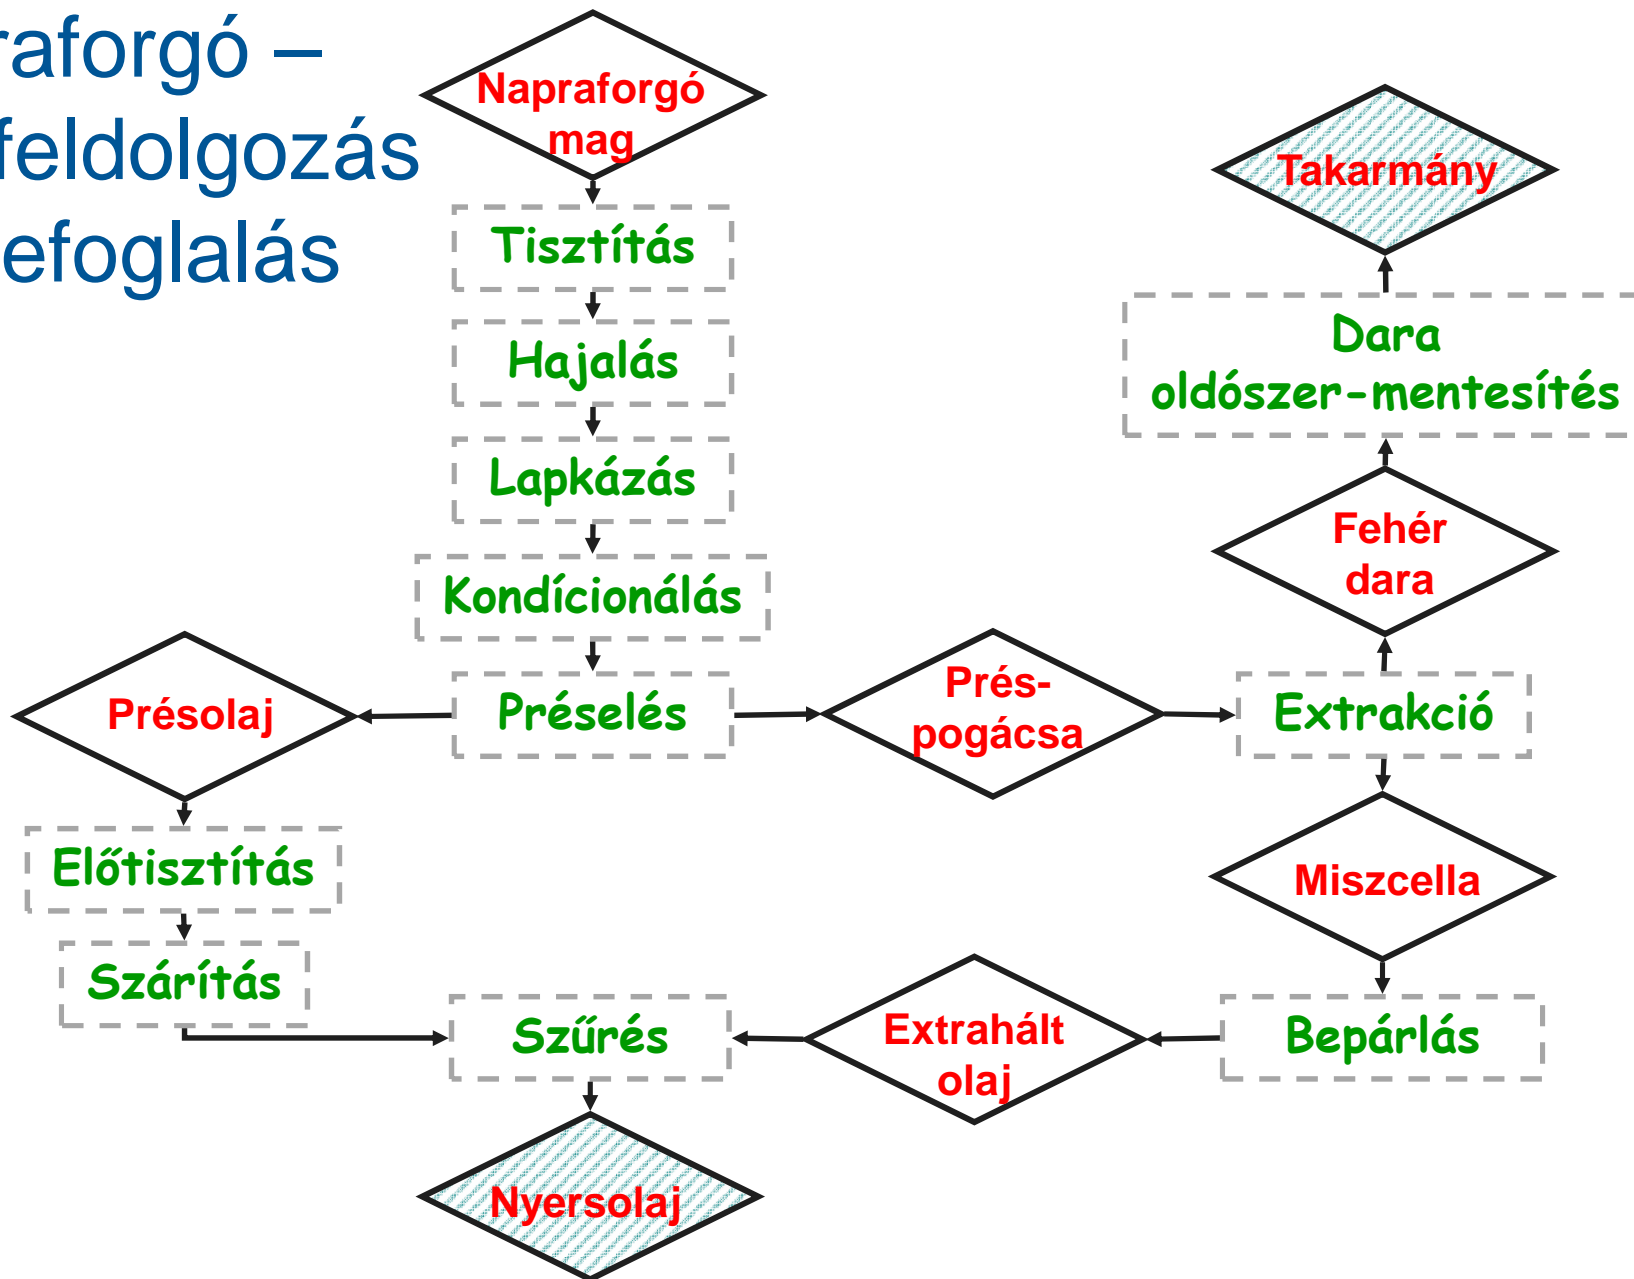 raforgó –
feldolgozás
efoglalás
Napraforgó
mag
Tisztítás
Hajalás
Lapkázás
Kondícionálás
Préselés
Présolaj
Előtisztítás
Szárítás
Szűrés
Nyersolaj
Prés-
pogácsa
Extrakció
Fehér
dara
Dara
oldószer-mentesítés
Takarmány
Miszcella
Bepárlás
Extrahált
olaj